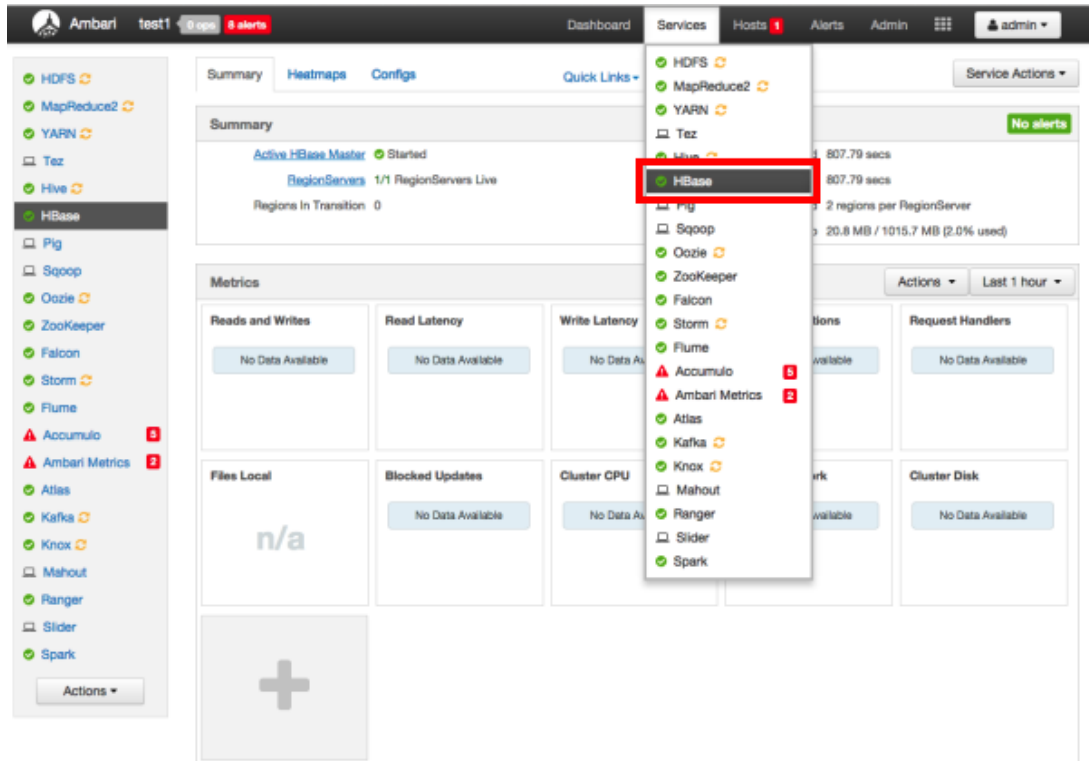 Ambari test1 0 ops 8 alerts Dashboard Services Hosts 1 Alerts Admin admin
HDFS
MapReduce2
YARN
Tez
Hive
HBase
Pig
Sqoop
Oozie
ZooKeeper
Falcon
Storm
Flume
Accumulo 5
Ambari Metrics 2
Atlas
Kafka
Knox
Mahout
Ranger
Slider
Spark
Actions
Summary Heatmaps Configs Quick Links Service Actions
Summary No alerts
Active HBase Master Started 807.79 secs
RegionServers 1/1 RegionServers Live 807.79 secs
Regions In Transition 0 2 regions per RegionServer
20.8 MB / 1015.7 MB (2.0% used)
Metrics Actions Last 1 hour
Reads and Writes Read Latency Write Latency Request Handlers
No Data Available No Data Available No Data No Data Available
Files Local Blocked Updates Cluster CPU Cluster Disk
No Data Available No Data No Data Available
n/a
HDFS
MapReduce2
YARN
Tez
Hive
HBase
Pig
Sqoop
Oozie
ZooKeeper
Falcon
Storm
Flume
Accumulo 5
Ambari Metrics 2
Atlas
Kafka
Knox
Mahout
Ranger
Slider
Spark